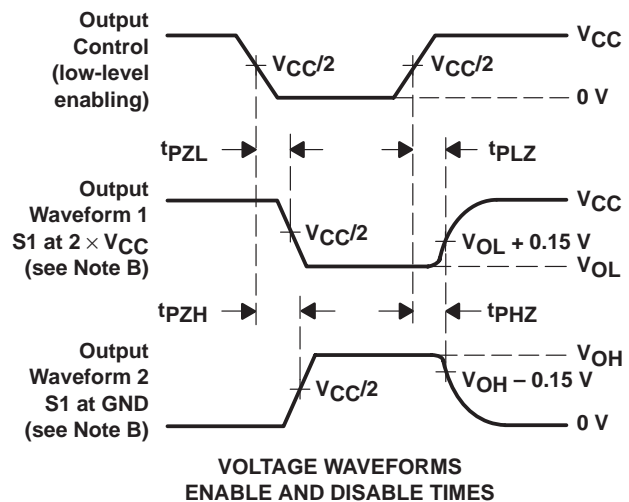 Output
Control
(low-level
enabling)
VCC/2
VCC/2
VCC
0 V
tPZL
tPLZ
Output
Waveform 1
S1 at 2 × VCC
(see Note B)
VCC/2
VCC
VOL + 0.15 V
VOL
tPZH
tPHZ
Output
Waveform 2
S1 at GND
(see Note B)
VCC/2
VOH
VOH – 0.15 V
0 V
VOLTAGE WAVEFORMS
ENABLE AND DISABLE TIMES